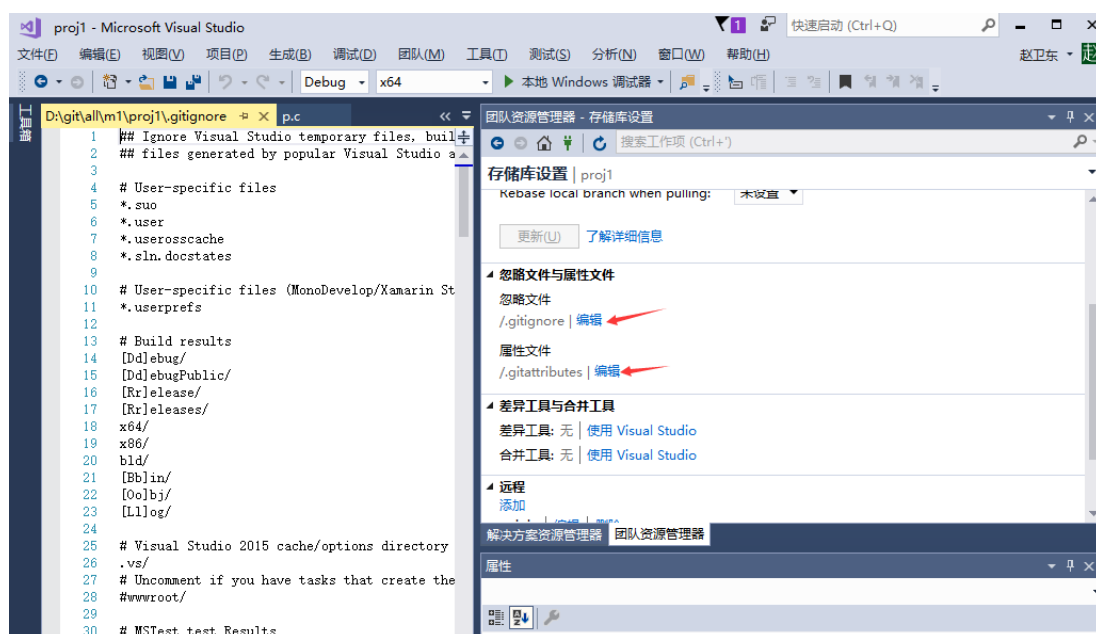 proj1 - Microsoft Visual Studio
1
快速启动 (Ctrl+Q)
文件(F) 编辑(E) 视图(V) 项目(P) 生成(B) 调试(D) 团队(M) 工具(T) 测试(S) 分析(N) 窗口(W) 帮助(H) 赵卫东 赵
Debug x64 本地 Windows 调试器
工具箱
D:\git\all\m1\proj1\.gitignore p.c
1 ## Ignore Visual Studio temporary files, buil
2 ## files generated by popular Visual Studio a
3
4 # User-specific files
5 *.suo
6 *.user
7 *.userosscache
8 *.sln.docstates
9
10 # User-specific files (MonoDevelop/Xamarin St
11 *.userprefs
12
13 # Build results
14 [Dd]ebug/
15 [Dd]ebugPublic/
16 [Rr]elease/
17 [Rr]eleases/
18 x64/
19 x86/
20 bld/
21 [Bb]in/
22 [Oo]bj/
23 [Ll]og/
24
25 # Visual Studio 2015 cache/options directory
26 .vs/
27 # Uncomment if you have tasks that create the
28 #wwwroot/
29
30 # MSTest test Results
团队资源管理器 - 存储库设置
搜索工作项 (Ctrl+')
存储库设置 | proj1
Rebase local branch when pulling: 未设置
更新(U) 了解详细信息
忽略文件与属性文件
忽略文件
/.gitignore | 编辑
属性文件
/.gitattributes | 编辑
差异工具与合并工具
差异工具: 无 | 使用 Visual Studio
合并工具: 无 | 使用 Visual Studio
远程
添加
解决方案资源管理器 团队资源管理器
属性